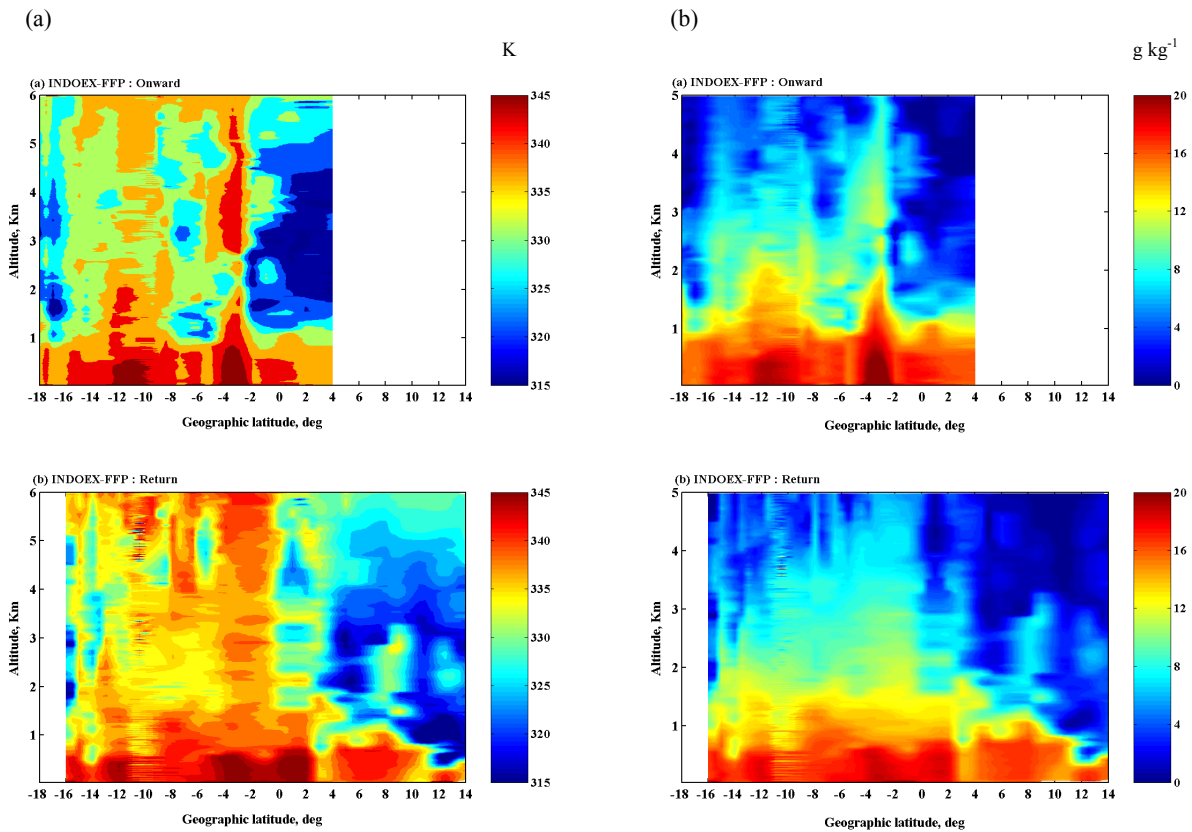 (a)
(b)
K
g kg-1
(a) INDOEX-FFP : Onward
6
5
4
3
2
1
Altitude, Km
-18 -16 -14 -12 -10 -8 -6 -4 -2 0 2 4 6 8 10 12 14
Geographic latitude, deg
345
340
335
330
325
320
315
(a) INDOEX-FFP : Onward
5
4
3
2
1
Altitude, Km
-18 -16 -14 -12 -10 -8 -6 -4 -2 0 2 4 6 8 10 12 14
Geographic latitude, deg
20
16
12
8
4
0
(b) INDOEX-FFP : Return
6
5
4
3
2
1
Altitude, Km
-18 -16 -14 -12 -10 -8 -6 -4 -2 0 2 4 6 8 10 12 14
Geographic latitude, deg
345
340
335
330
325
320
315
(b) INDOEX-FFP : Return
5
4
3
2
1
Altitude, Km
-18 -16 -14 -12 -10 -8 -6 -4 -2 0 2 4 6 8 10 12 14
Geographic latitude, deg
20
16
12
8
4
0